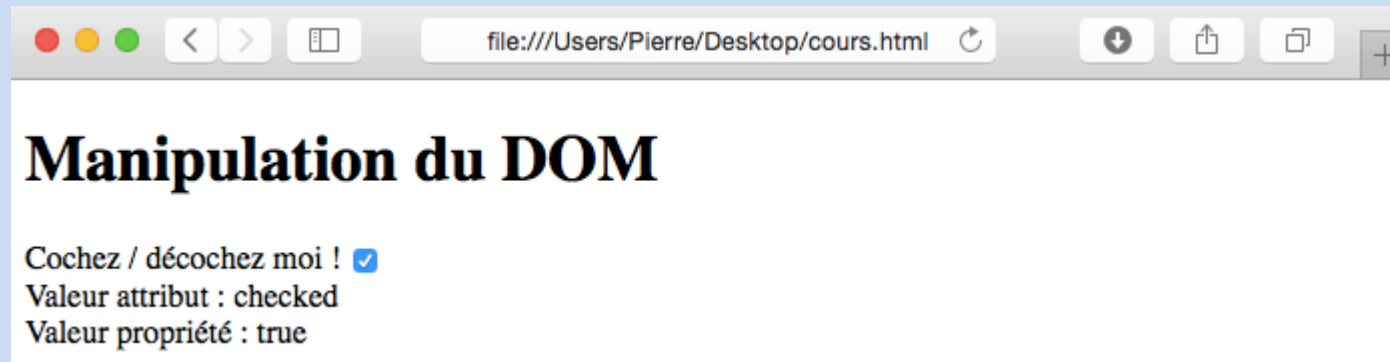 file:///Users/Pierre/Desktop/cours.html
Manipulation du DOM
Cochez / décochez moi !
Valeur attribut : checked
Valeur propriété : true